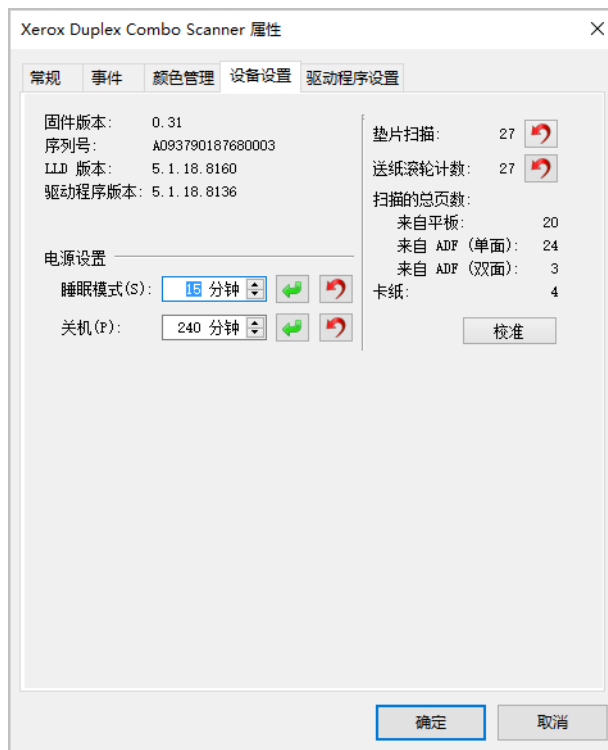 Xerox Duplex Combo Scanner 属性
常规 事件 颜色管理 设备设置 驱动程序设置
固件版本: 0.31
序列号: A093790187680003
LLD 版本: 5.1.18.8160
驱动程序版本: 5.1.18.8136
电源设置
睡眠模式(S): 15 分钟
关机(P): 240 分钟
垫片扫描: 27
送纸滚轮计数: 27
扫描的总页数:
来自平板: 20
来自 ADF (单面): 24
来自 ADF (双面): 3
卡纸: 4
校准
确定 取消